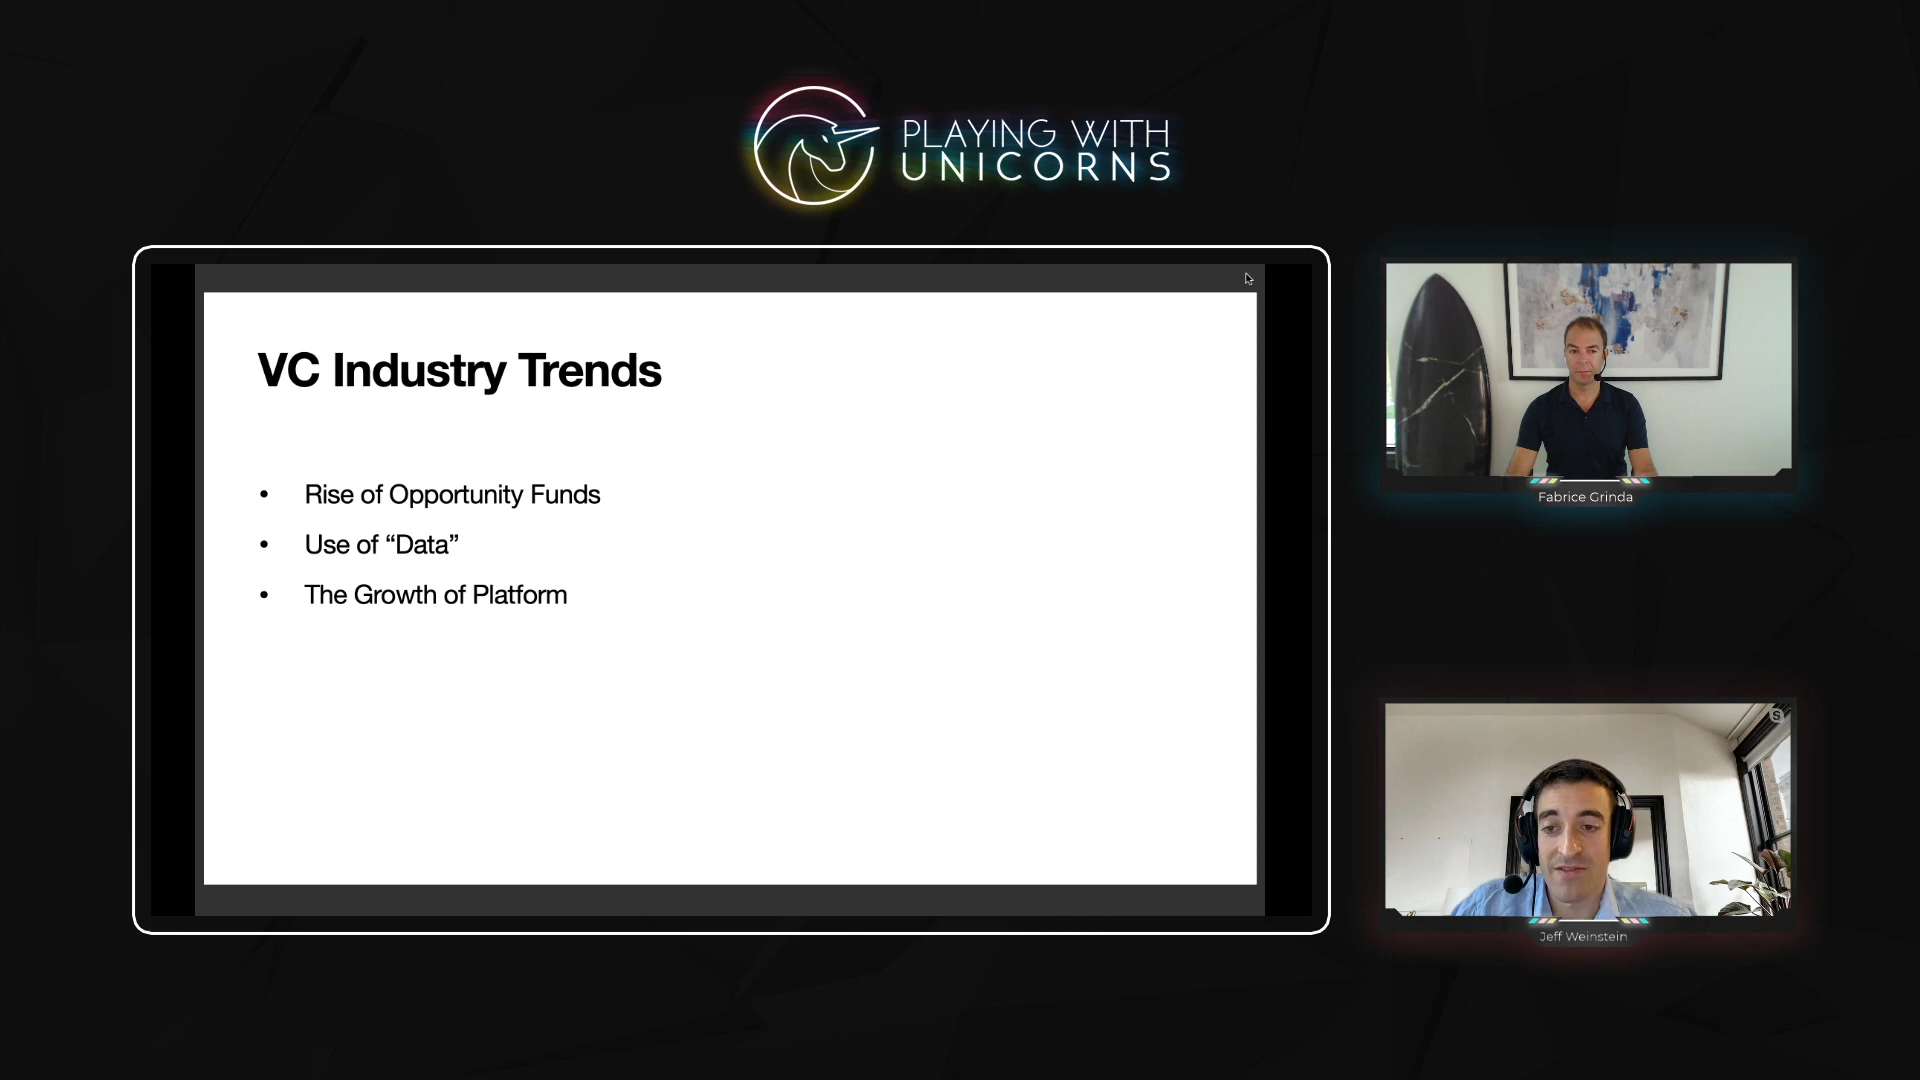 PLAYING WITH
UNICORNS
VC Industry Trends
• Rise of Opportunity Funds
• Use of “Data”
• The Growth of Platform
Fabrice Grinda
S
Jeff Weinstein